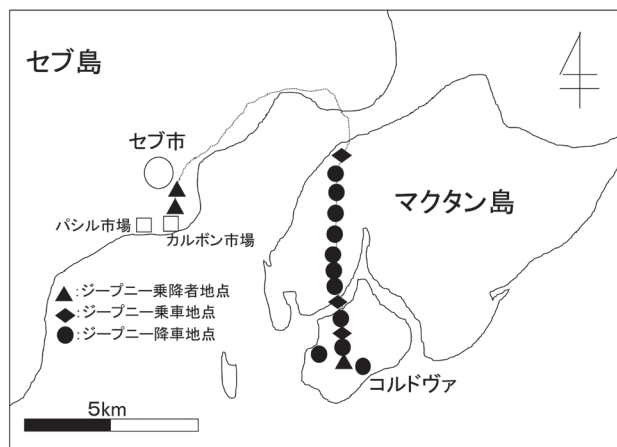 セブ島
セブ市
マクタン島
パシル市場
カルボン市場
▲:ジープニー乗降者地点
◆:ジープニー乗車地点
●:ジープニー降車地点
コルドヴァ
5km